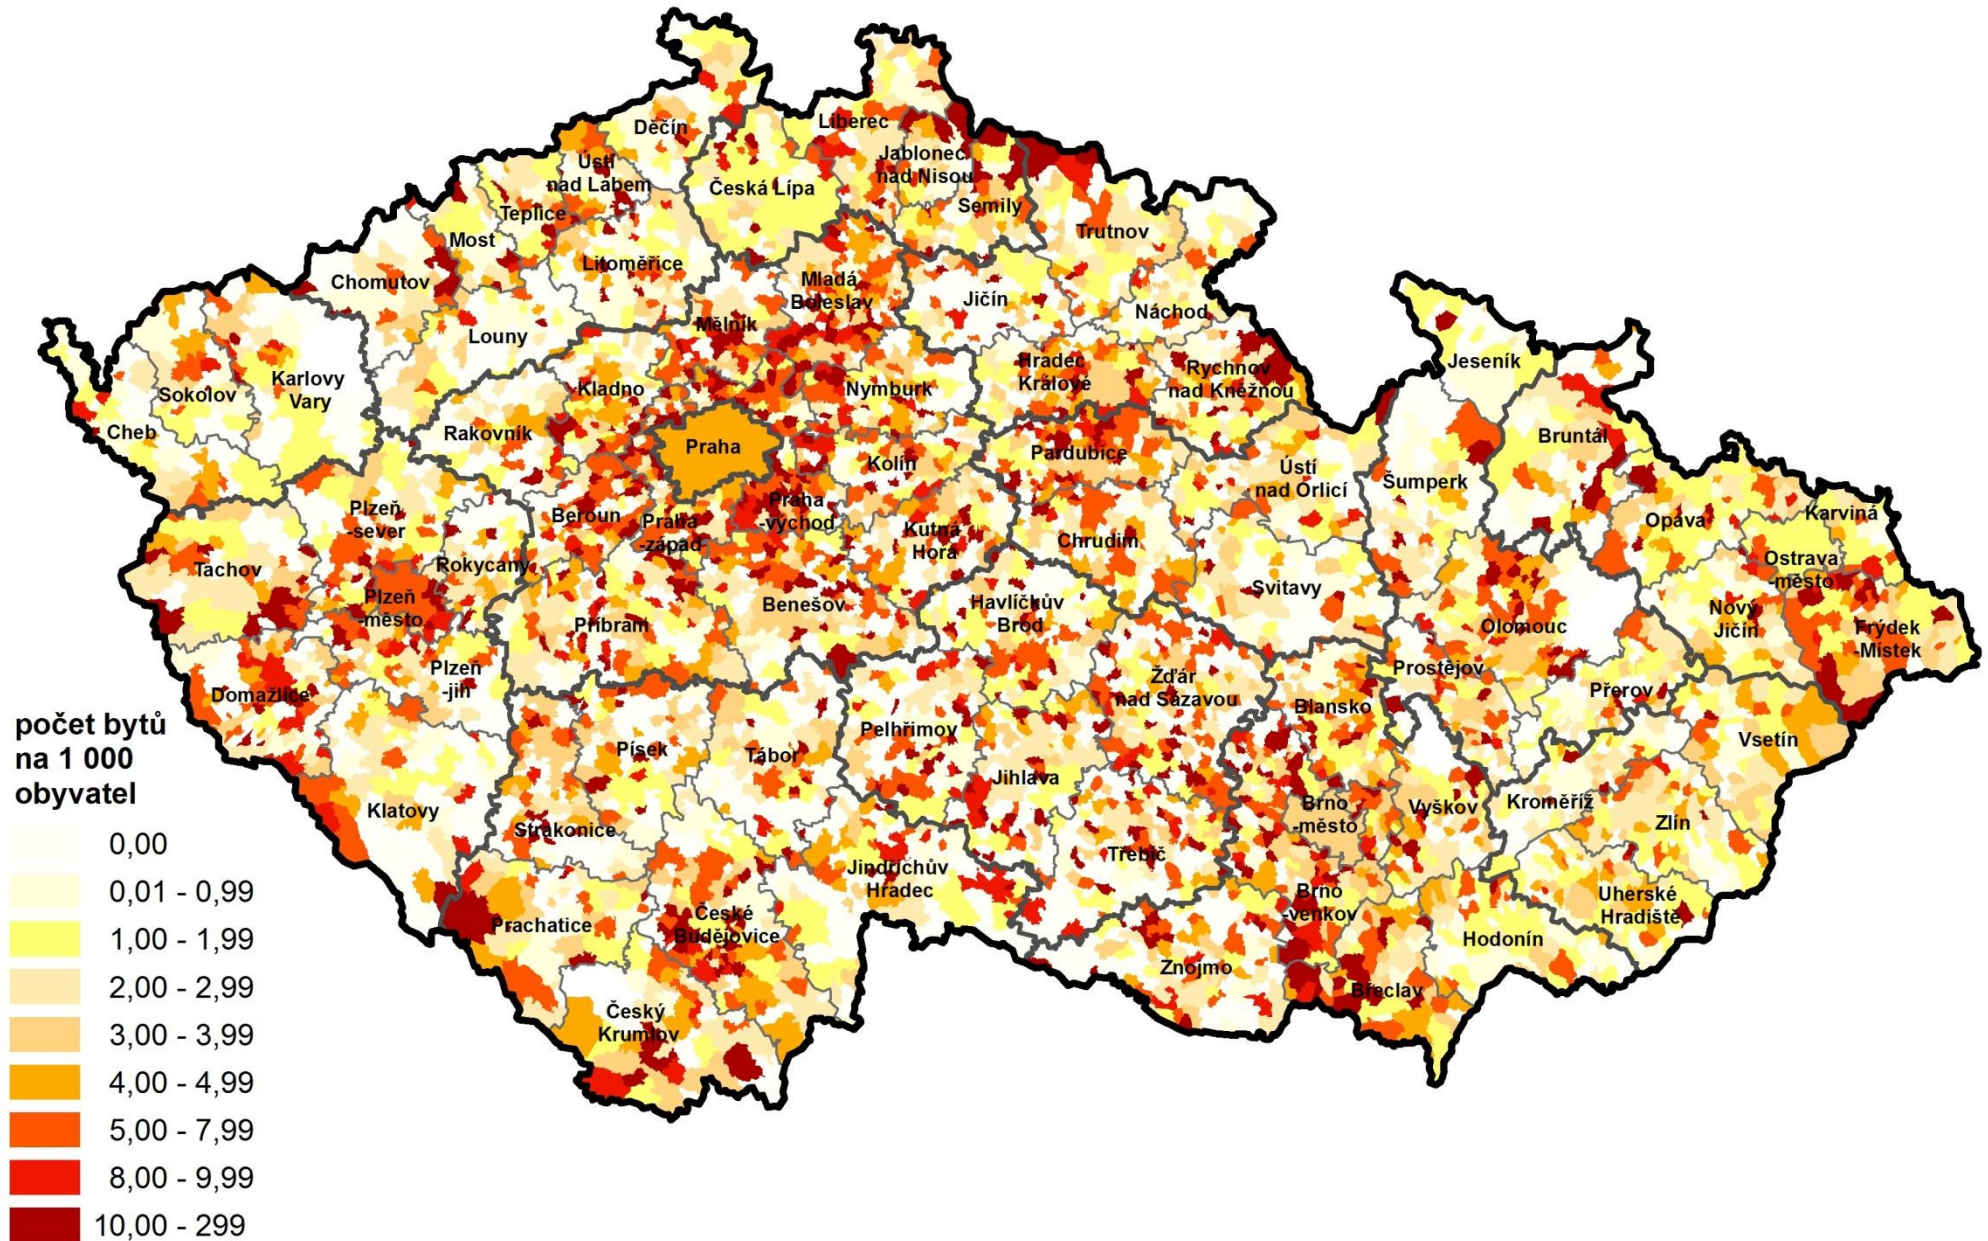 Děčín
Liberec
Ústí
nad Labem
Jablonec
nad Nisou
Česká Lípa
Teplice
Semily
Most
Trutnov
Chomutov
Litoměřice
Mladá
Boleslav
Jičín
Náchod
Mělník
Louny
Jeseník
Hradec
Králové
Rychnov
nad Kněžnou
Karlovy
Vary
Sokolov
Kladno
Nymburk
Cheb
Rakovník
Praha
Bruntál
Pardubice
Kolín
Ústí
nad Orlicí
Šumperk
Plzeň
-sever
Beroun
Praha
-východ
Praha
-západ
Opava
Karviná
Kutná
Hora
Chrudim
Tachov
Rokycany
Ostrava
-město
Svitavy
Plzeň
-město
Benešov
Havlíčkův
Brod
Nový
Jičín
Příbram
Olomouc
Frýdek
-Místek
Plzeň
-jih
Žďár
nad Sázavou
Prostějov
Přerov
Domažlice
Blansko
Pelhřimov
Písek
Tábor
Vsetín
Jihlava
Klatovy
Brno
-město
Vyškov
Kroměříž
Zlín
Strakonice
Třebíč
Jindřichův
Hradec
Brno
-venkov
Uherské
Hradiště
České
Budějovice
Prachatice
Hodonín
Znojmo
Břeclav
Český
Krumlov
počet bytů
na 1 000
obyvatel
0,00
0,01 - 0,99
1,00 - 1,99
2,00 - 2,99
3,00 - 3,99
4,00 - 4,99
5,00 - 7,99
8,00 - 9,99
10,00 - 299